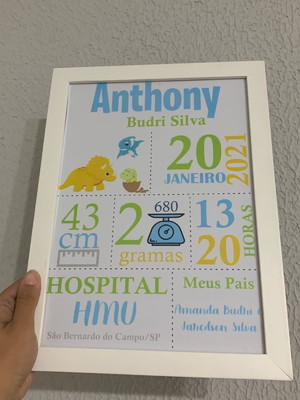 Anthony
Budri Silva
20
JANEIRO
2021
43
cm
2 680
gramas
13
20
HORAS
HOSPITAL
HMU
São Bernardo do Campo/SP
Meus Pais
Amanda Budri e
Silva